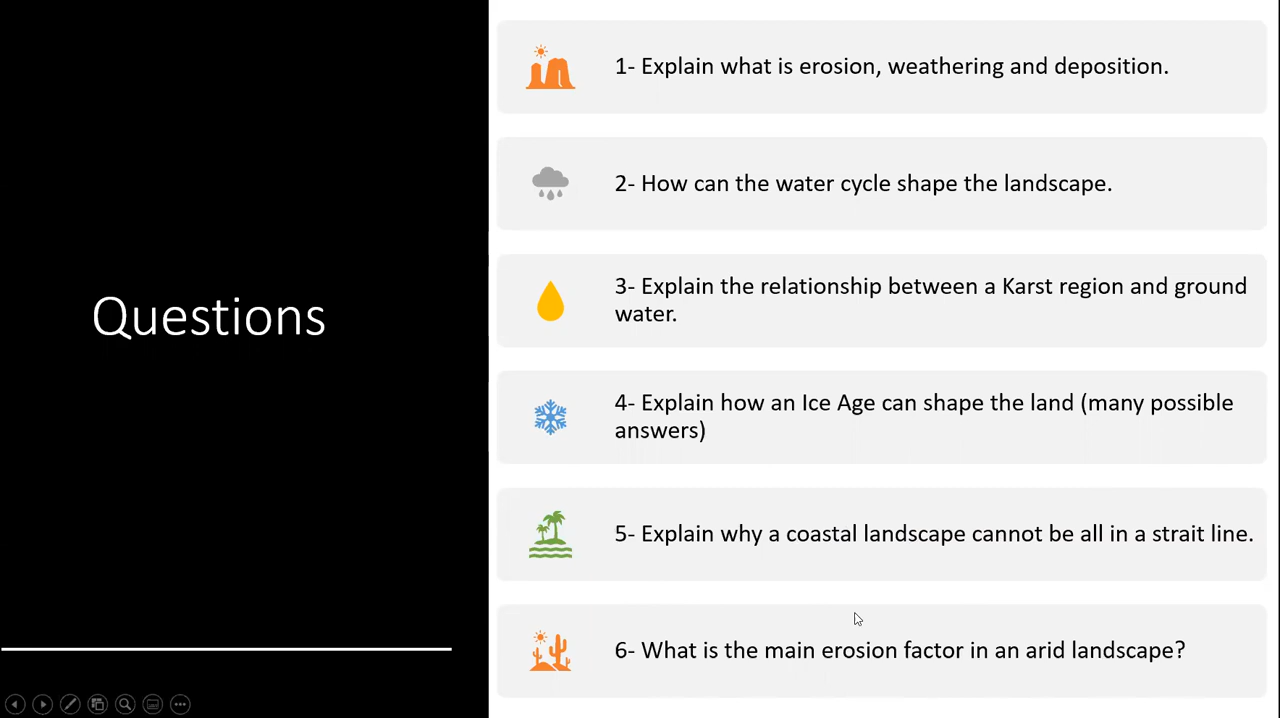 Questions
1- Explain what is erosion, weathering and deposition.
2- How can the water cycle shape the landscape.
3- Explain the relationship between a Karst region and ground
water.
4- Explain how an Ice Age can shape the land (many possible
answers)
5- Explain why a coastal landscape cannot be all in a strait line.
6- What is the main erosion factor in an arid landscape?